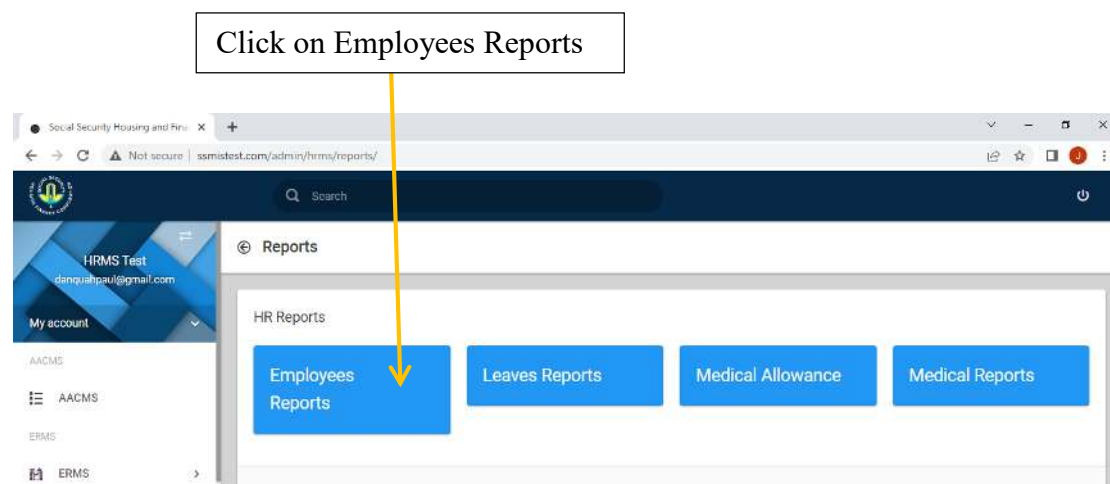 Click on Employees Reports
Social Security Housing and Fina
Not secure | ssmistest.com/admin/hrms/reports/
J
Search
HRMS Test
danquahpaul@gmail.com
Reports
My account
HR Reports
AACMS
Employees
Reports
Leaves Reports
Medical Allowance
Medical Reports
AACMS
ERMS
ERMS